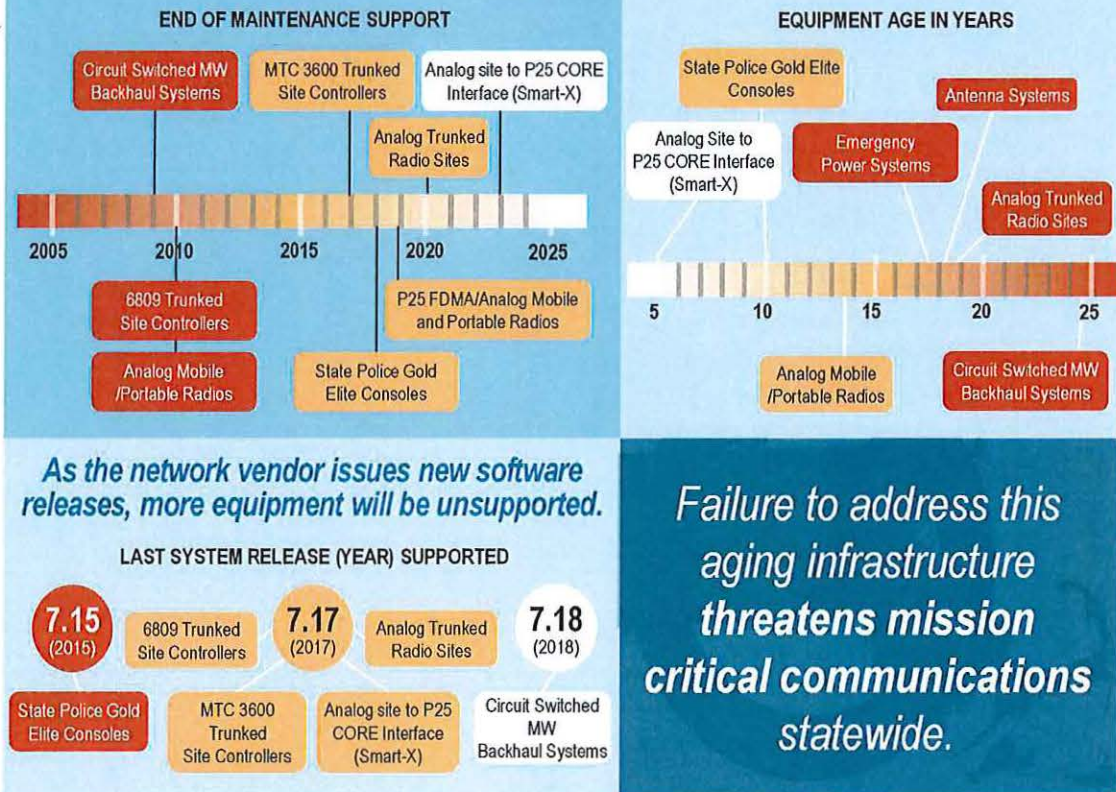 END OF MAINTENANCE SUPPORT
Circuit Switched MW
Backhaul Systems
MTC 3600 Trunked
Site Controllers
Analog site to P25 CORE
Interface (Smart-X)
Analog Trunked
Radio Sites
2005
2010
2015
2020
2025
6809 Trunked
Site Controllers
Analog Mobile
/Portable Radios
State Police Gold
Elite Consoles
P25 FDMA/Analog Mobile
and Portable Radios
EQUIPMENT AGE IN YEARS
State Police Gold Elite
Consoles
Antenna Systems
Analog Site to
P25 CORE Interface
(Smart-X)
Emergency
Power Systems
Analog Trunked
Radio Sites
5
10
15
20
25
Analog Mobile
/Portable Radios
Circuit Switched MW
Backhaul Systems
As the network vendor issues new software
releases, more equipment will be unsupported.
LAST SYSTEM RELEASE (YEAR) SUPPORTED
7.15
(2015)
6809 Trunked
Site Controllers
7.17
(2017)
Analog Trunked
Radio Sites
7.18
(2018)
State Police Gold
Elite Consoles
MTC 3600
Trunked
Site Controllers
Analog site to P25
CORE Interface
(Smart-X)
Circuit Switched
MW
Backhaul Systems
Failure to address this
aging infrastructure
threatens mission
critical communications
statewide.